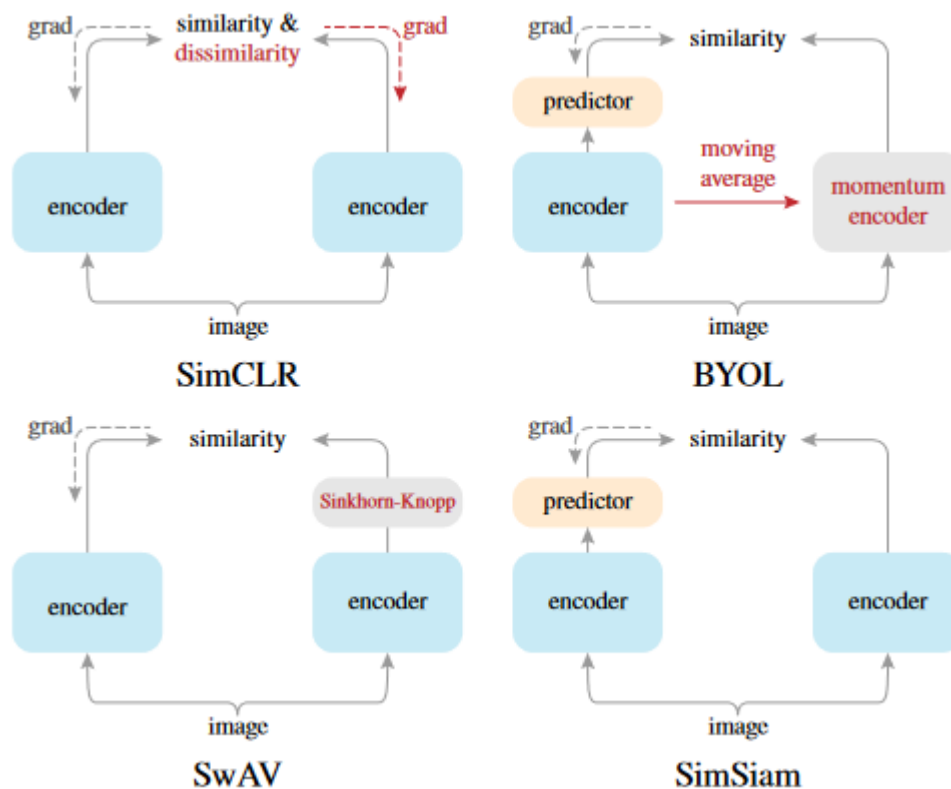 grad
similarity &
dissimilarity
grad
encoder
encoder
image
SimCLR
grad
similarity
predictor
encoder
moving
average
momentum
encoder
image
BYOL
grad
similarity
Sinkhorn-Knopp
encoder
encoder
image
SwAV
grad
similarity
predictor
encoder
encoder
image
SimSiam